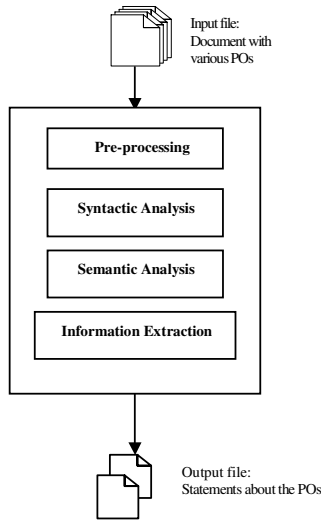 Input file:
Document with
various POs
Pre-processing
Syntactic Analysis
Semantic Analysis
Information Extraction
Output file:
Statements about the POs